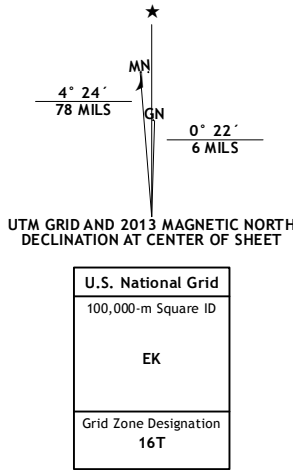 ★
MN
4° 24´
78 MILS
GN
0° 22´
6 MILS
UTM GRID AND 2013 MAGNETIC NORTH
DECLINATION AT CENTER OF SHEET
U.S. National Grid
100,000-m Square ID
EK
Grid Zone Designation
16T